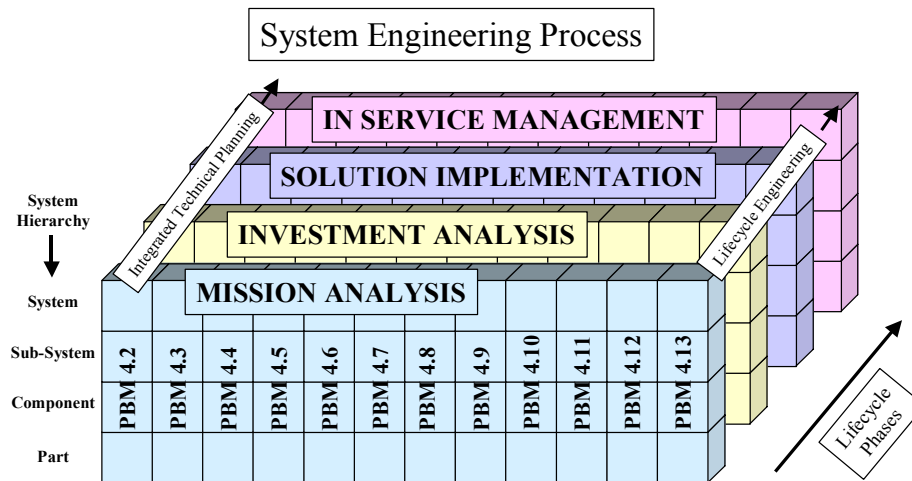 System Engineering Process
IN SERVICE MANAGEMENT
SOLUTION IMPLEMENTATION
INVESTMENT ANALYSIS
MISSION ANALYSIS
Integrated Technical Planning
Lifecycle Engineering
System
Hierarchy
System
Sub-System
Component
Part
PBM 4.2
PBM 4.3
PBM 4.4
PBM 4.5
PBM 4.6
PBM 4.7
PBM 4.8
PBM 4.9
PBM 4.10
PBM 4.11
PBM 4.12
PBM 4.13
Lifecycle
Phases